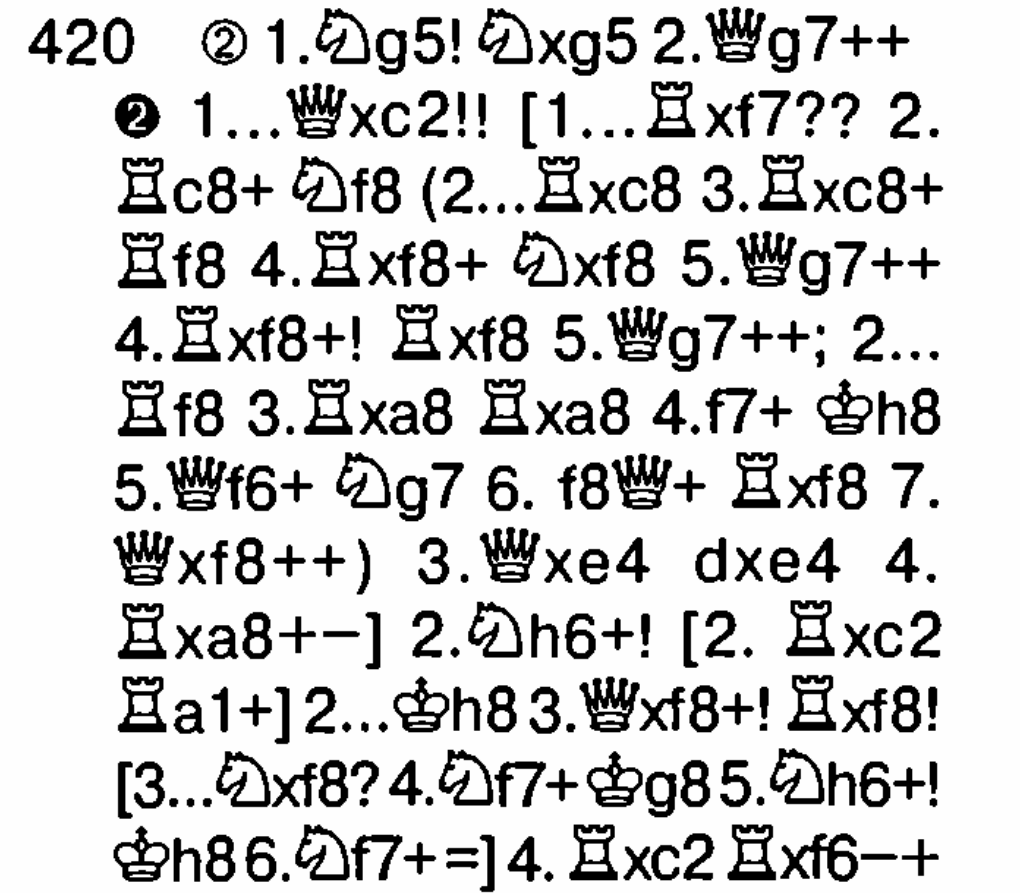 420 ② 1.♘g5! ♘xg5 2.♕g7++
❷ 1...♕xc2!! [1...♖xf7?? 2.
♖c8+ ♘f8 (2...♖xc8 3.♖xc8+
♖f8 4.♖xf8+ ♘xf8 5.♕g7++
4.♖xf8+! ♖xf8 5.♕g7++; 2...
♖f8 3.♖xa8 ♖xa8 4.f7+ ♔h8
5.♕f6+ ♘g7 6. f8♕+ ♖xf8 7.
♕xf8++) 3.♕xe4 dxe4 4.
♖xa8+−] 2.♘h6+! [2. ♖xc2
♖a1+] 2...♔h8 3.♕xf8+! ♖xf8!
[3...♘xf8? 4.♘f7+ ♔g8 5.♘h6+!
♔h8 6.♘f7+ =] 4. ♖xc2 ♖xf6−+